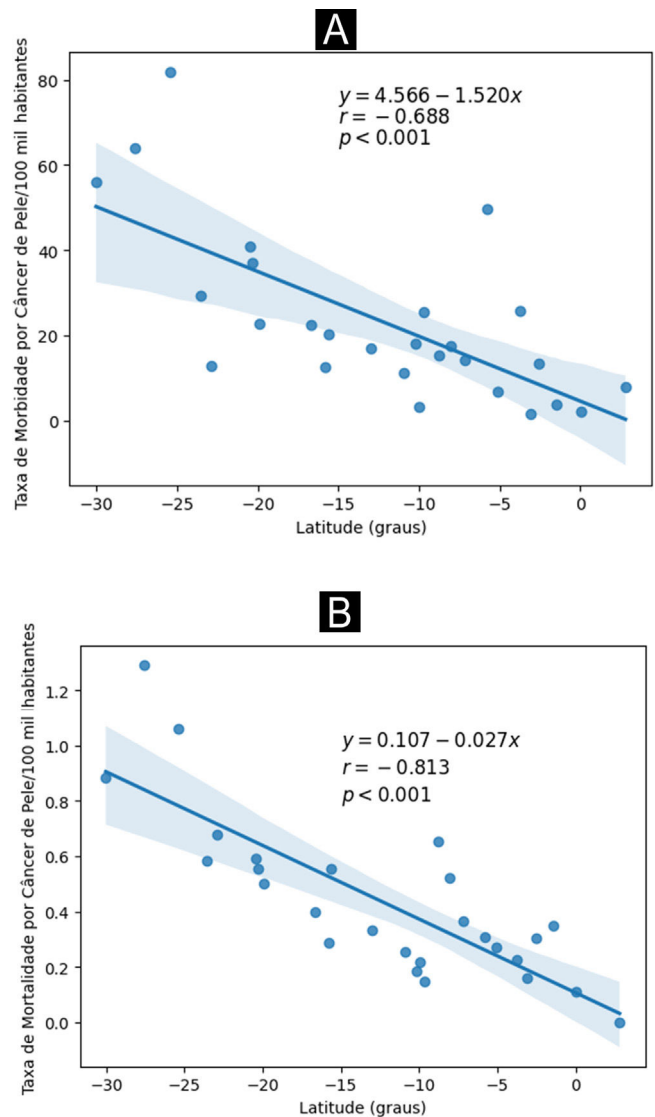 A
Taxa de Morbidade por Câncer de Pele/100 mil habitantes
80
60
40
20
0
y = 4.566 − 1.520x
r = − 0.688
p < 0.001
−30 −25 −20 −15 −10 −5 0
Latitude (graus)
B
Taxa de Mortalidade por Câncer de Pele/100 mil habitantes
1.2
1.0
0.8
0.6
0.4
0.2
0.0
y = 0.107 − 0.027x
r = − 0.813
p < 0.001
−30 −25 −20 −15 −10 −5 0
Latitude (graus)